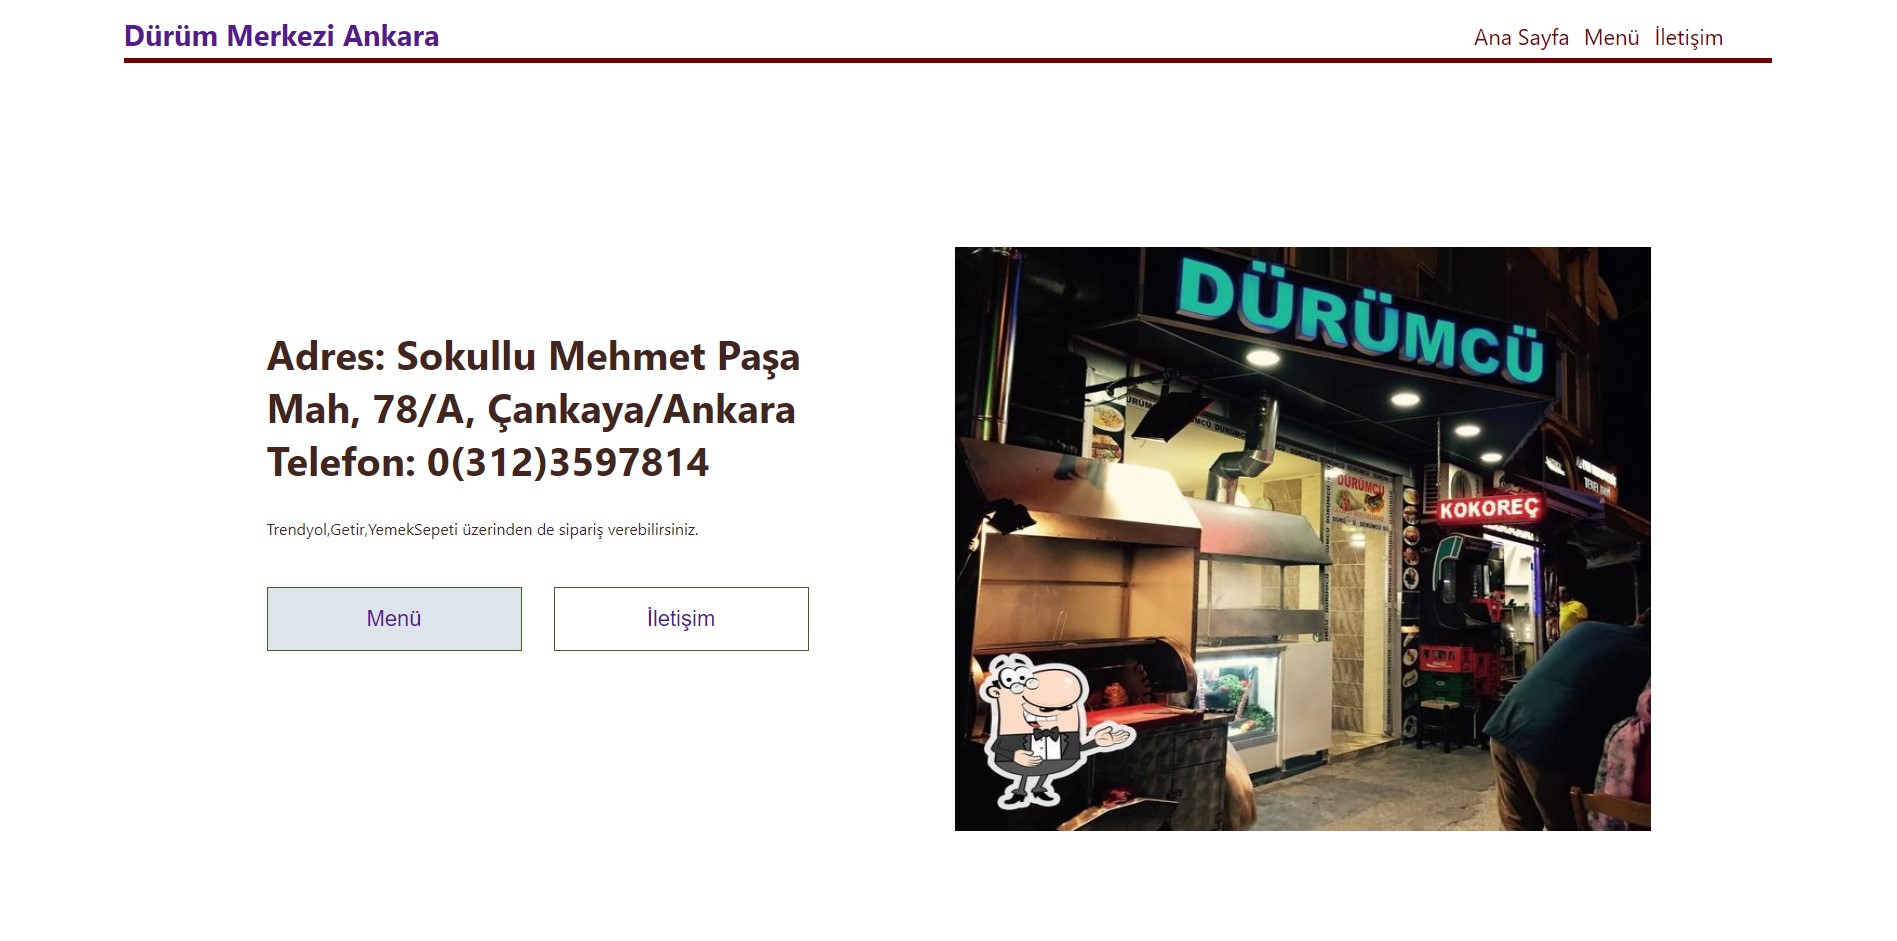 Dürüm Merkezi Ankara
Ana Sayfa Menü İletişim
Adres: Sokullu Mehmet Paşa
Mah, 78/A, Çankaya/Ankara
Telefon: 0(312)3597814
Trendyol,Getir,YemekSepeti üzerinden de sipariş verebilirsiniz.
Menü
İletişim
DÜRÜMCÜ
KOKOREÇ
DÜRÜMCÜ